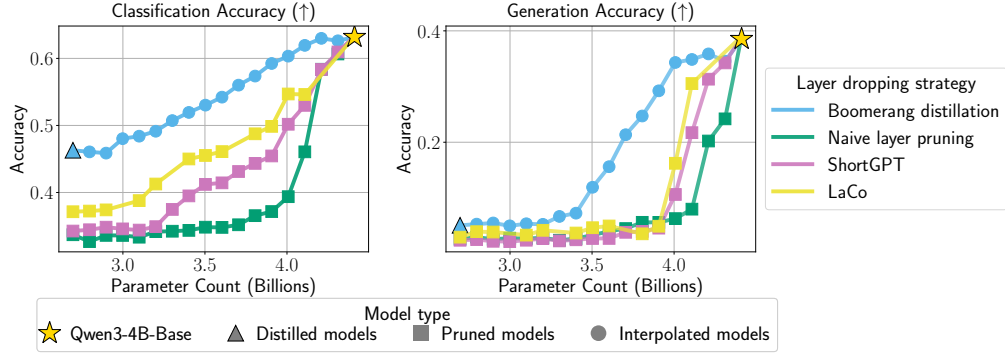 Classification Accuracy (↑)
Accuracy
0.6
0.5
0.4
3.0 3.5 4.0
Parameter Count (Billions)
Generation Accuracy (↑)
Accuracy
0.4
0.2
3.0 3.5 4.0
Parameter Count (Billions)
Layer dropping strategy
Boomerang distillation
Naive layer pruning
ShortGPT
LaCo
Model type
Qwen3-4B-Base Distilled models Pruned models Interpolated models